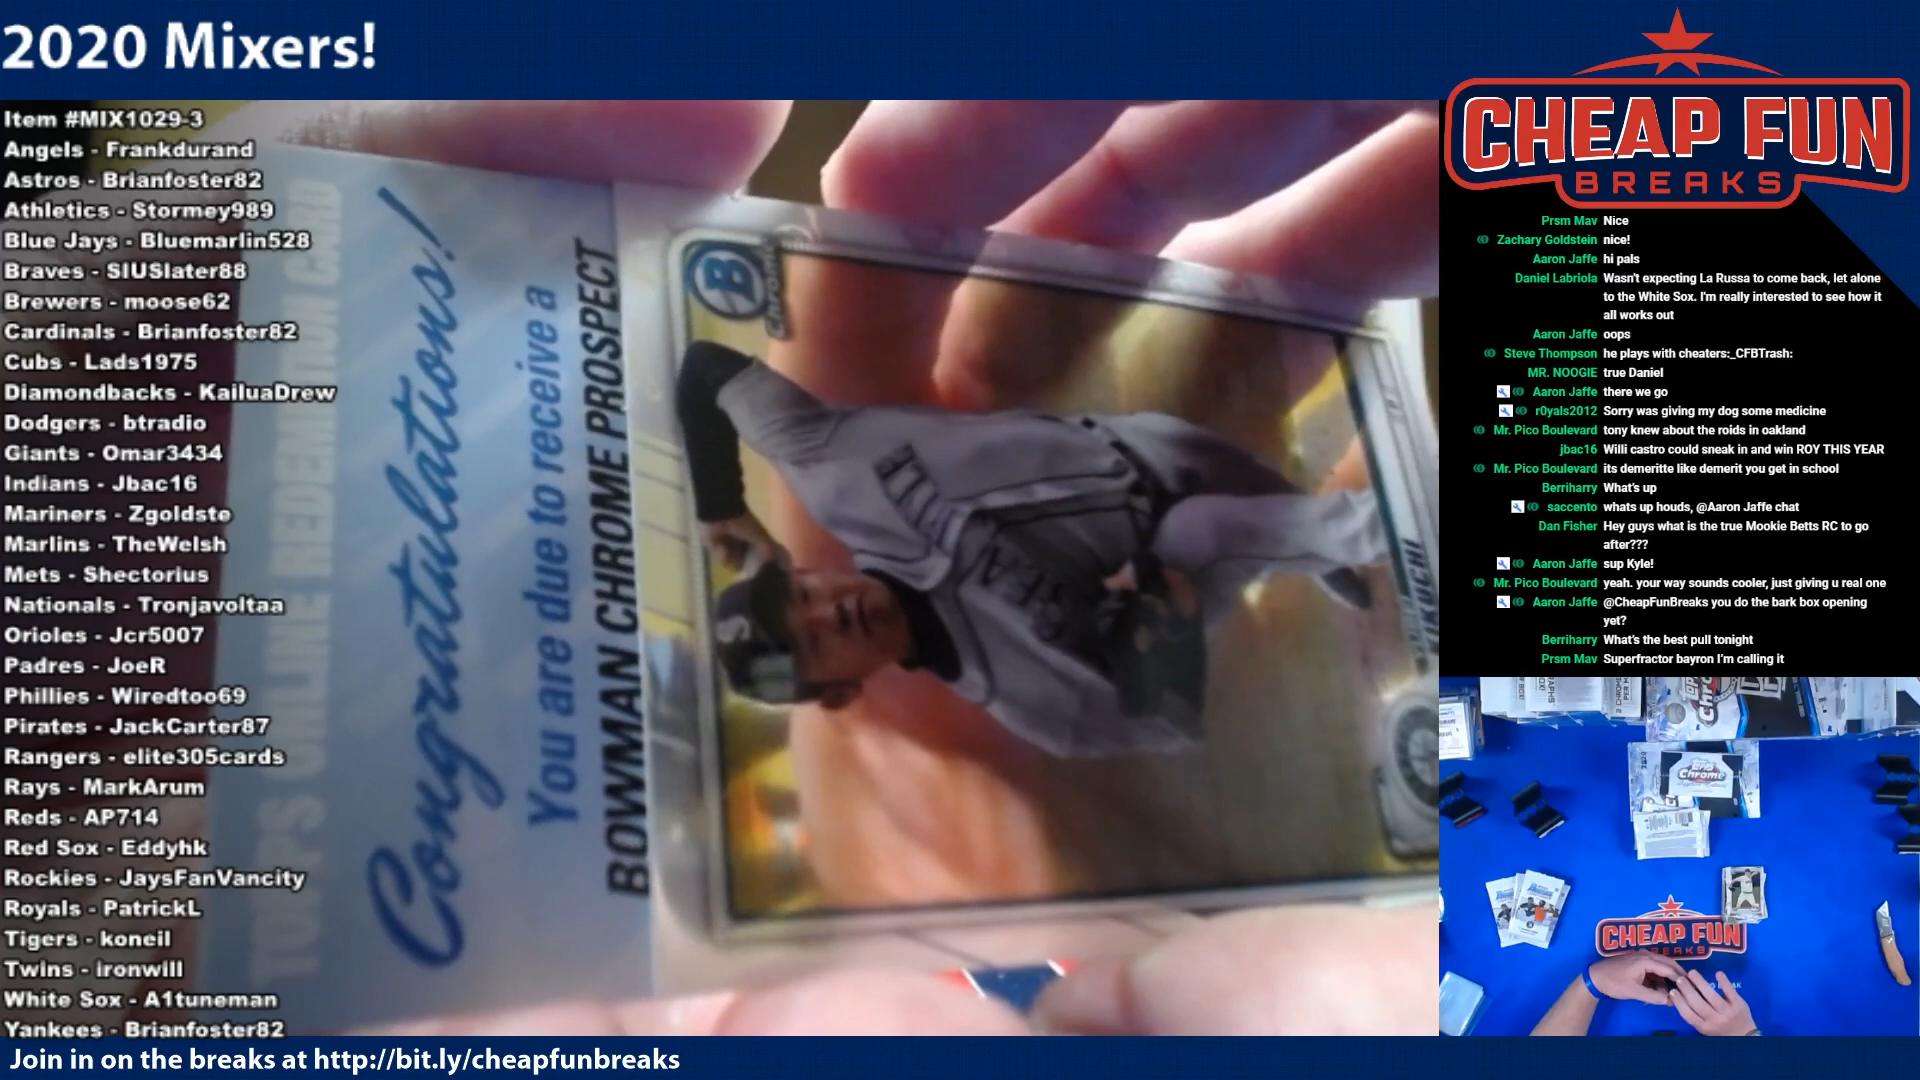 2020 Mixers!
Item #MIX1029-3
Angels - Frankdurand
Astros - Brianfoster82
Athletics - Stormey989
Blue Jays - Bluemarlin528
Braves - SIUSlater88
Brewers - moose62
Cardinals - Brianfoster82
Cubs - Lads1975
Diamondbacks - KailuaDrew
Dodgers - btradio
Giants - Omar3434
Indians - Jbac16
Mariners - Zgoldste
Marlins - TheWelsh
Mets - Shectorius
Nationals - Tronjavoltaa
Orioles - Jcr5007
Padres - JoeR
Phillies - Wiredtoo69
Pirates - JackCarter87
Rangers - elite305cards
Rays - MarkArum
Reds - AP714
Red Sox - Eddyhk
Rockies - JaysFanVancity
Royals - PatrickL
Tigers - koneil
Twins - ironwill
White Sox - A1tuneman
Yankees - Brianfoster82
TOPPS ONLINE REDEMPTION CARD
Congratulations!
You are due to receive a
BOWMAN CHROME PROSPECT
B
Chrome
KIKUCHI
CHEAP FUN
BREAKS
Prsm Mav Nice
Zachary Goldstein nice!
Aaron Jaffe hi pals
Daniel Labriola Wasn't expecting La Russa to come back, let alone
to the White Sox. I'm really interested to see how it
all works out
Aaron Jaffe oops
Steve Thompson he plays with cheaters:_CFBTrash:
MR. NOOGIE true Daniel
Aaron Jaffe there we go
r0yals2012 Sorry was giving my dog some medicine
Mr. Pico Boulevard tony knew about the roids in oakland
jbac16 Willi castro could sneak in and win ROY THIS YEAR
Mr. Pico Boulevard its demeritte like demerit you get in school
Berriharry What's up
saccento whats up houds, @Aaron Jaffe chat
Dan Fisher Hey guys what is the true Mookie Betts RC to go
after???
Aaron Jaffe sup Kyle!
Mr. Pico Boulevard yeah. your way sounds cooler, just giving u real one
Aaron Jaffe @CheapFunBreaks you do the bark box opening
yet?
Berriharry What's the best pull tonight
Prsm Mav Superfractor bayron I'm calling it
Chrome
CHEAP FUN
BREAKS
Join in on the breaks at http://bit.ly/cheapfunbreaks